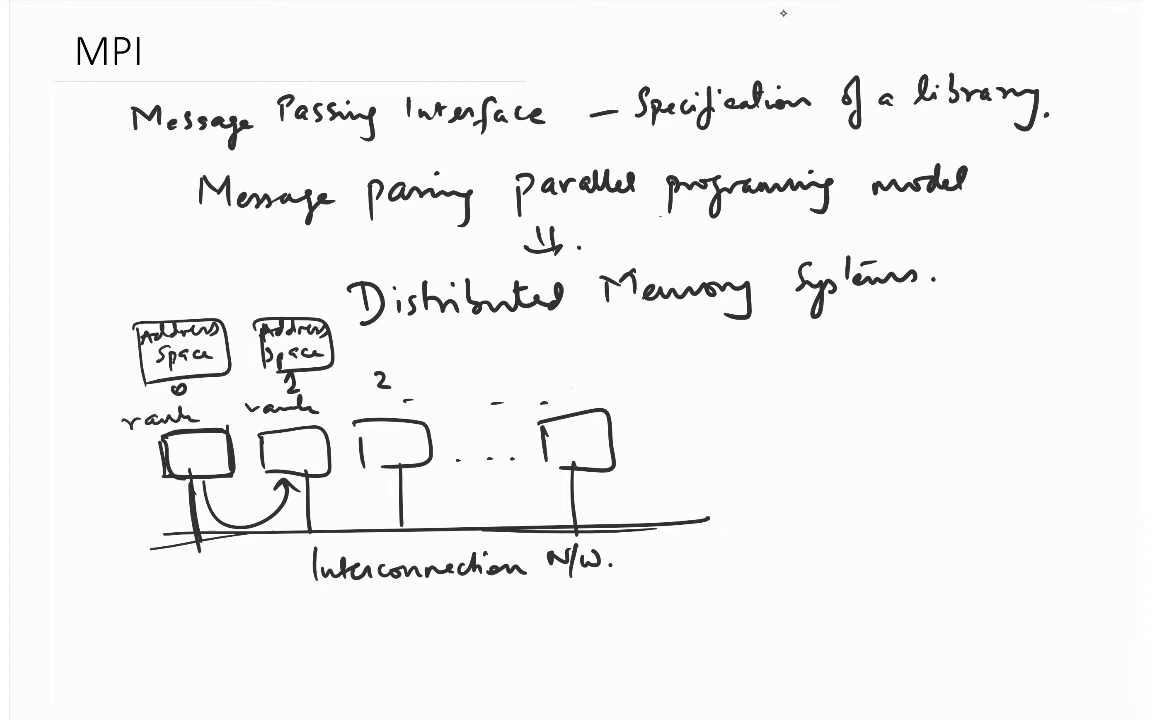 MPI
Message Passing Interface – Specification of a library.
Message passing parallel programming model
⇓.
Distributed Memory Systems.
Address Space
Address Space
0
1
2
rank
rank
Interconnection N/W.